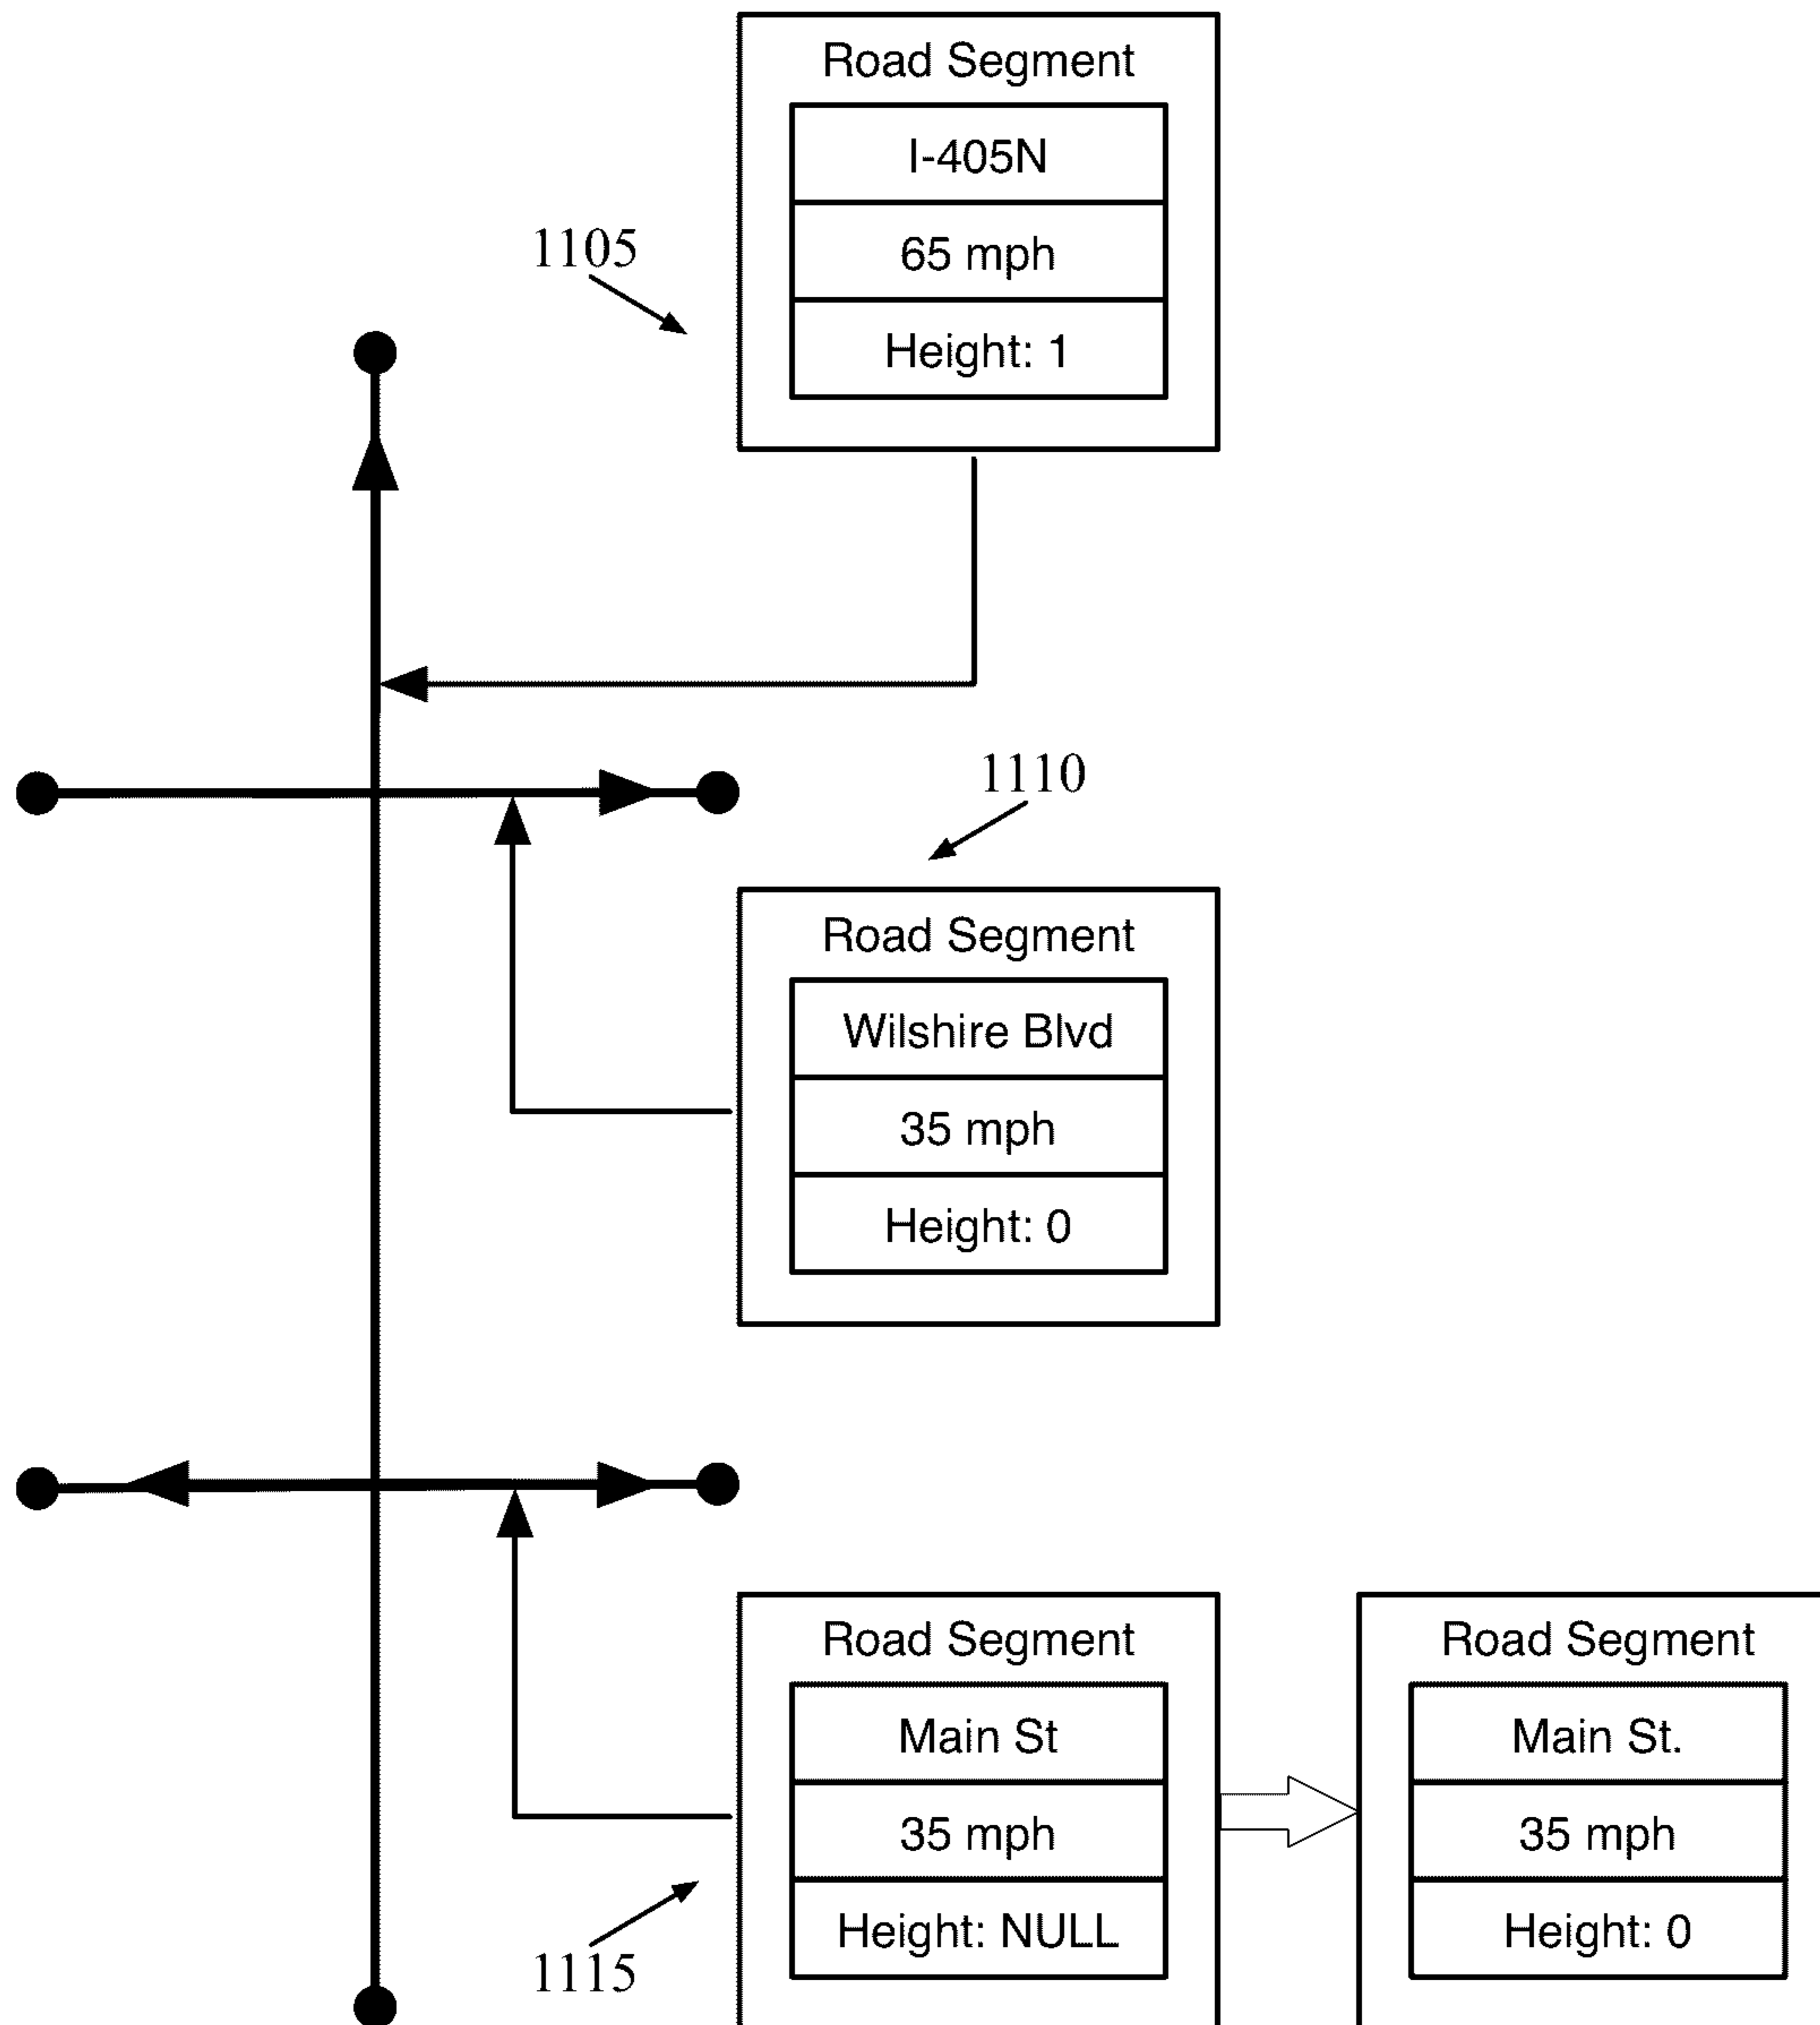 Road Segment
I-405N
65 mph
Height: 1
1105
1110
Road Segment
Wilshire Blvd
35 mph
Height: 0
Road Segment
Main St
35 mph
Height: NULL
1115
Road Segment
Main St.
35 mph
Height: 0